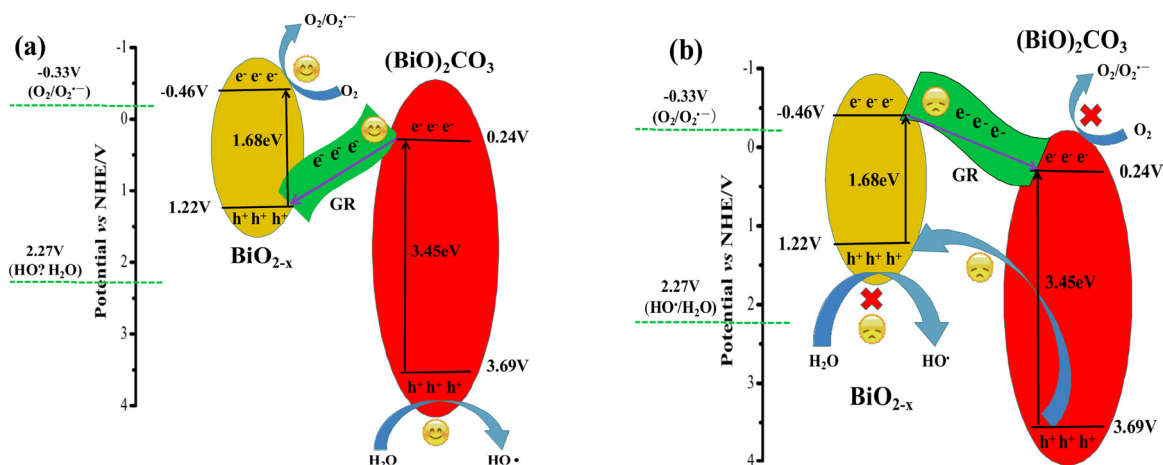 (a)
O₂/O₂•−
-0.33V
(O₂/O₂•−)
Potential vs NHE/V
-1
0
1
2
3
4
e- e- e-
-0.46V
O₂
(BiO)₂CO₃
1.68eV
e- e- e-
e- e- e-
0.24V
1.22V
h+ h+ h+
GR
BiO2-x
2.27V
(HO? H₂O)
3.45eV
3.69V
h+ h+ h+
H₂O
HO •
(b)
(BiO)₂CO₃
O₂/O₂•−
-0.33V
(O₂/O₂•−)
Potential vs NHE/V
-1
0
1
2
3
4
e- e- e-
-0.46V
e- e- e-
O₂
1.68eV
GR
e- e- e-
0.24V
1.22V
h+ h+ h+
2.27V
(HO•/H₂O)
3.45eV
H₂O
HO•
BiO2-x
3.69V
h+ h+ h+